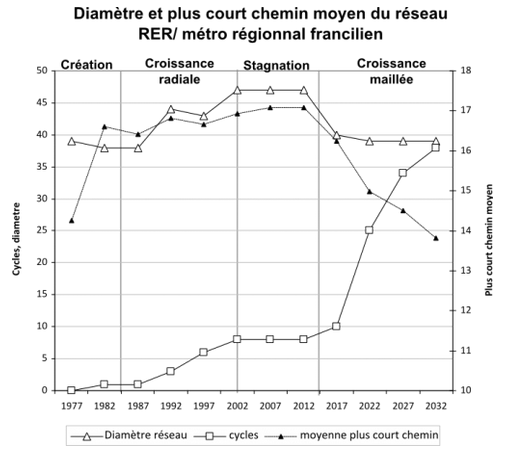 Diamètre et plus court chemin moyen du réseau
RER/ métro régionnal francilien
Création
Croissance
radiale
Stagnation
Croissance
maillée
50
45
40
35
30
25
20
15
10
5
0
Cycles, diametre
18
17
16
15
14
13
12
11
10
Plus court chemin moyen
1977 1982 1987 1992 1997 2002 2007 2012 2017 2022 2027 2032
Diamètre réseau cycles moyenne plus court chemin